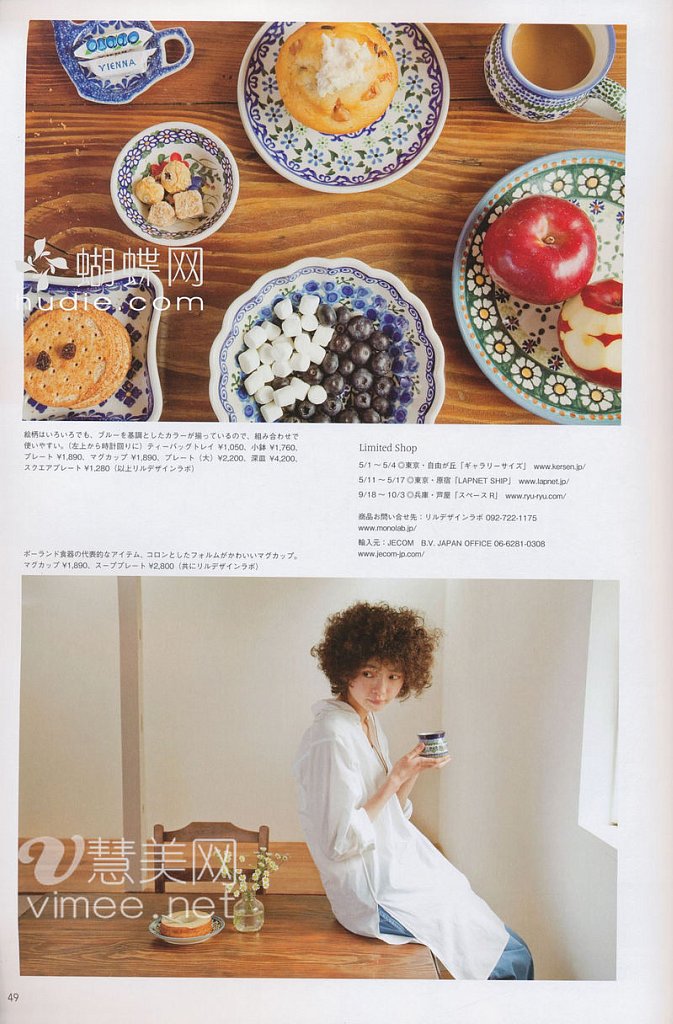 VIENNA
蝴蝶网
nudie.com
絵柄はいろいろでも、ブルーを基調としたカラーが揃っているので、組み合わせて
使いやすい。(左上から時計回りに) ティーバッグトレイ ¥1,050、小鉢 ¥1,760、
プレート ¥1,890、マグカップ ¥1,890、プレート（大）¥2,200、深皿 ¥4,200、
スクエアプレート ¥1,280（以上リルデザインラボ）
Limited Shop
5/1 〜 5/4 ◎東京・自由が丘「ギャラリーサイズ」 www.kersen.jp/
5/11 〜 5/17 ◎東京・原宿「LAPNET SHIP」 www.lapnet.jp/
9/18 〜 10/3 ◎兵庫・芦屋「スペース R」 www.ryu-ryu.com/
商品お問い合せ先：リルデザインラボ 092-722-1175
www.monolab.jp/
輸入元：JECOM B.V. JAPAN OFFICE 06-6281-0308
www.jecom-jp.com/
ポーランド食器の代表的なアイテム、コロンとしたフォルムがかわいいマグカップ。
マグカップ ¥1,890、スーププレート ¥2,800（共にリルデザインラボ）
慧美网
vimee.net
49